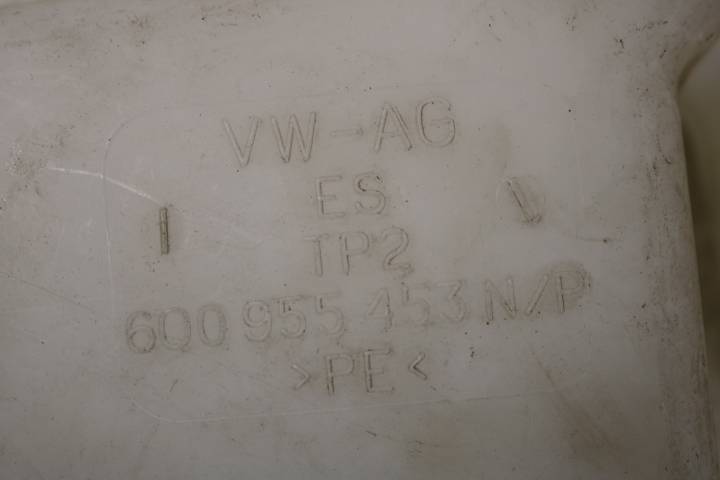 VW-AG
ES
TP2
6Q0 955 453 N/P
>PE<